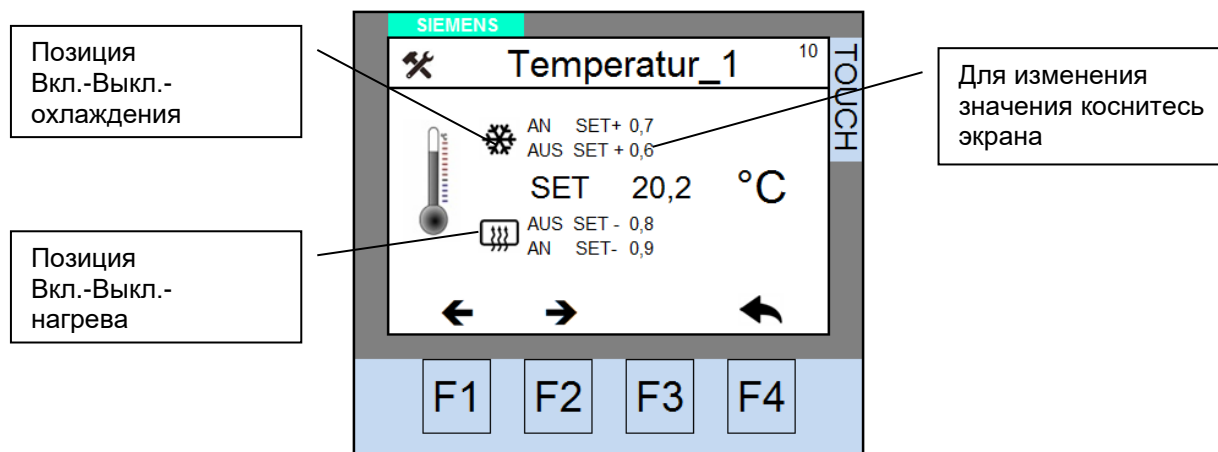 Позиция
Вкл.-Выкл.-
охлаждения
Позиция
Вкл.-Выкл.-
нагрева
SIEMENS
Temperatur_1
10
TOUCH
AN SET+ 0,7
AUS SET + 0,6
SET 20,2 °C
AUS SET - 0,8
AN SET- 0,9
F1 F2 F3 F4
Для изменения
значения коснитесь
экрана